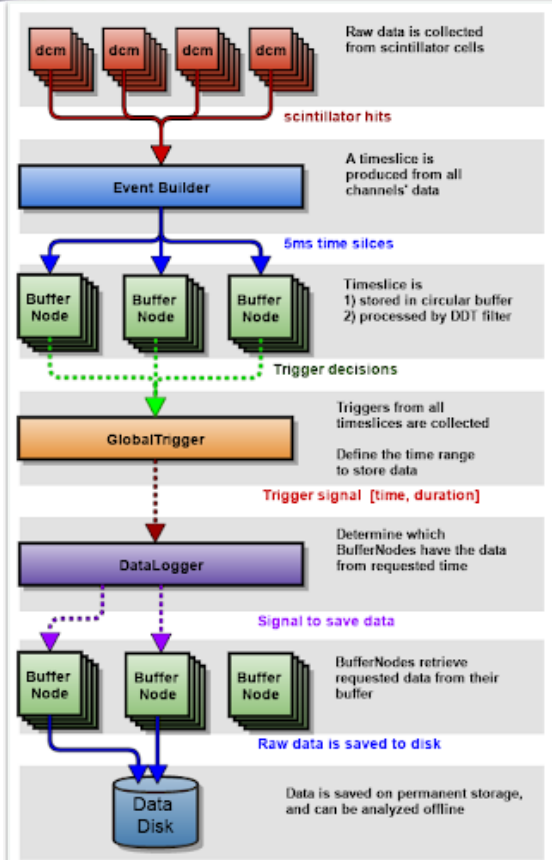 dcm
dcm
dcm
dcm
Raw data is collected
from scintillator cells
scintillator hits
Event Builder
A timeslice is
produced from all
channels' data
5ms time silces
Buffer
Node
Buffer
Node
Buffer
Node
Timeslice is
1) stored in circular buffer
2) processed by DDT filter
Trigger decisions
GlobalTrigger
Triggers from all
timeslices are collected
Define the time range
to store data
Trigger signal [time, duration]
DataLogger
Determine which
BufferNodes have the data
from requested time
Signal to save data
Buffer
Node
Buffer
Node
Buffer
Node
BufferNodes retrieve
requested data from their
buffer
Raw data is saved to disk
Data
Disk
Data is saved on permanent storage,
and can be analyzed offline